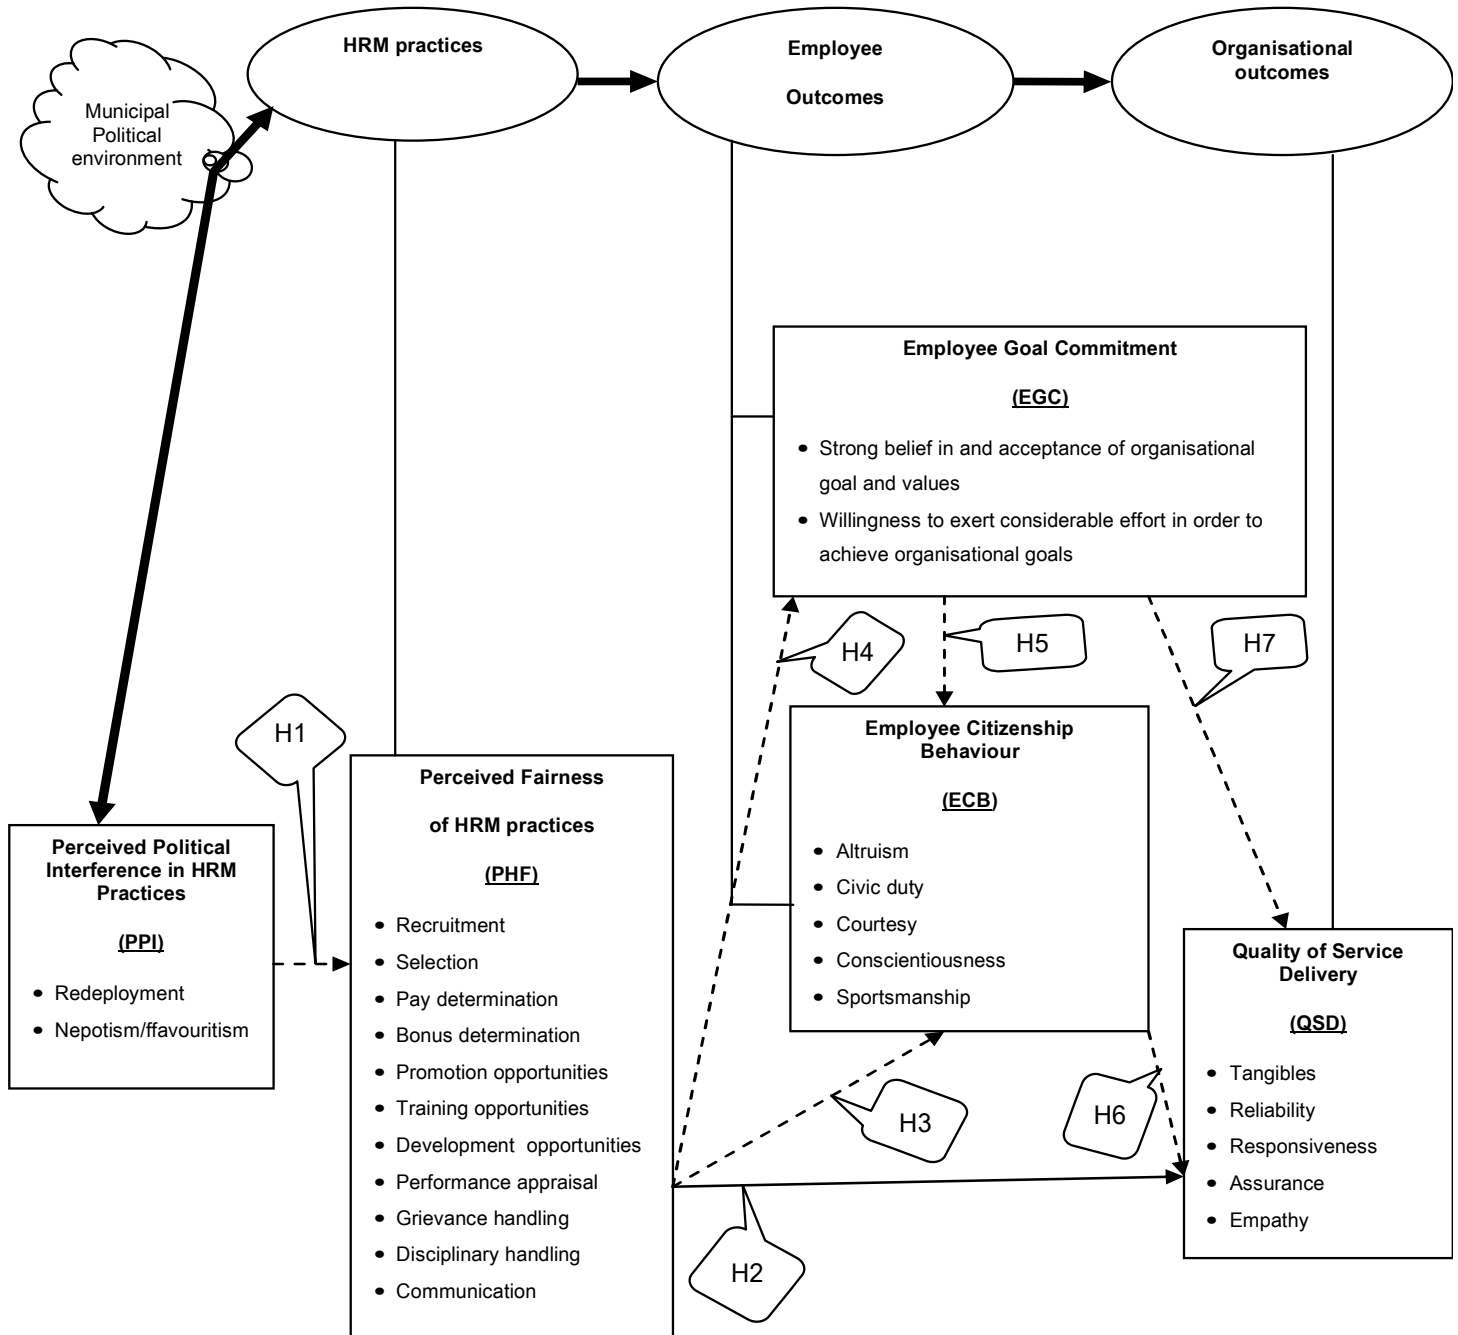 HRM practices
Employee
Outcomes
Organisational
outcomes
Municipal
Political
environment
Employee Goal Commitment
(EGC)
• Strong belief in and acceptance of organisational
goal and values
• Willingness to exert considerable effort in order to
achieve organisational goals
H4
H5
H7
H1
Employee Citizenship
Behaviour
(ECB)
• Altruism
• Civic duty
• Courtesy
• Conscientiousness
• Sportsmanship
Perceived Fairness
of HRM practices
(PHF)
• Recruitment
• Selection
• Pay determination
• Bonus determination
• Promotion opportunities
• Training opportunities
• Development opportunities
• Performance appraisal
• Grievance handling
• Disciplinary handling
• Communication
Perceived Political
Interference in HRM
Practices
(PPI)
• Redeployment
• Nepotism/ffavouritism
Quality of Service
Delivery
(QSD)
• Tangibles
• Reliability
• Responsiveness
• Assurance
• Empathy
H3
H6
H2